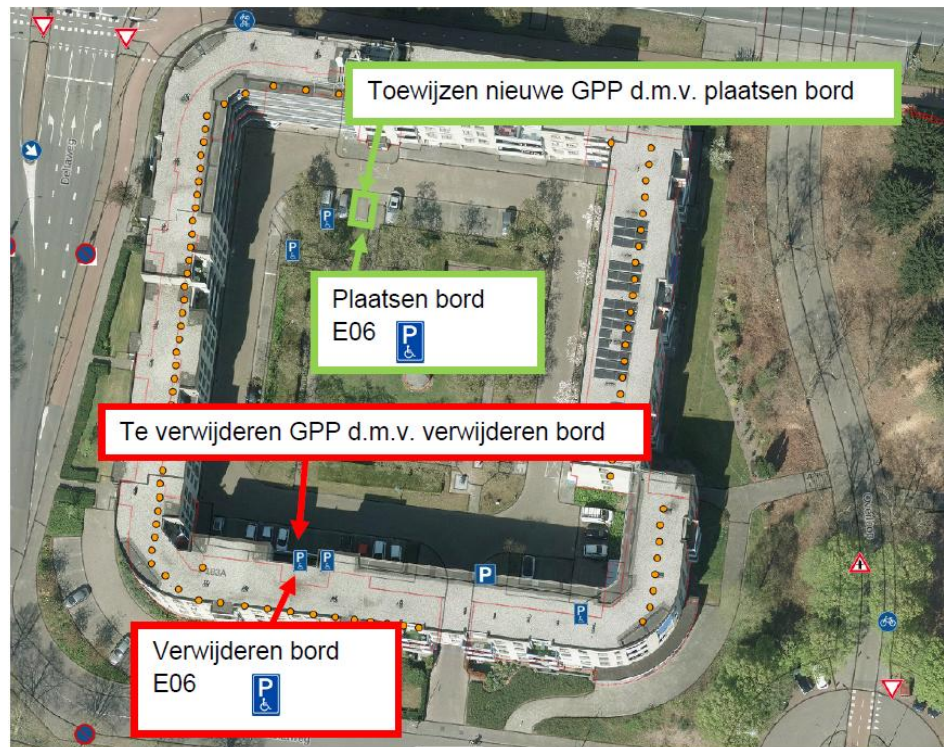 Toewijzen nieuwe GPP d.m.v. plaatsen bord
Plaatsen bord
E06
P
P
P
Te verwijderen GPP d.m.v. verwijderen bord
P
P
P
P
Verwijderen bord
E06
P